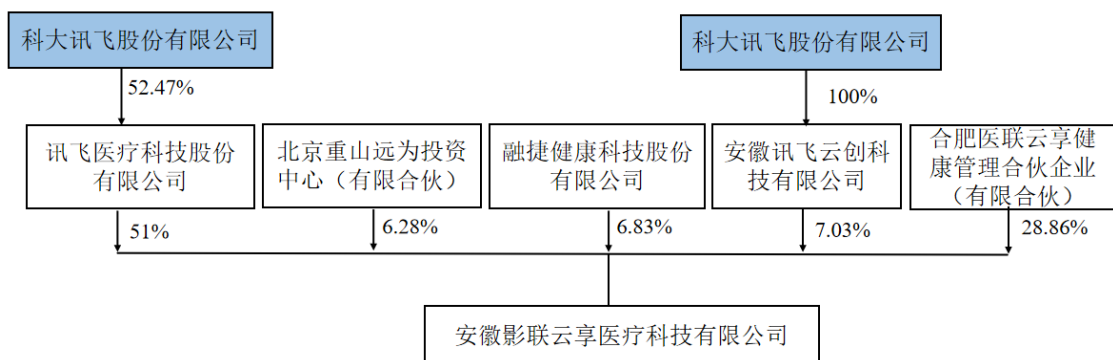 科大讯飞股份有限公司
科大讯飞股份有限公司
52.47%
100%
讯飞医疗科技股份
有限公司
北京重山远为投资
中心（有限合伙）
融捷健康科技股份
有限公司
安徽讯飞云创科
技有限公司
合肥医联云享健
康管理合伙企业
（有限合伙）
51%
6.28%
6.83%
7.03%
28.86%
安徽影联云享医疗科技有限公司